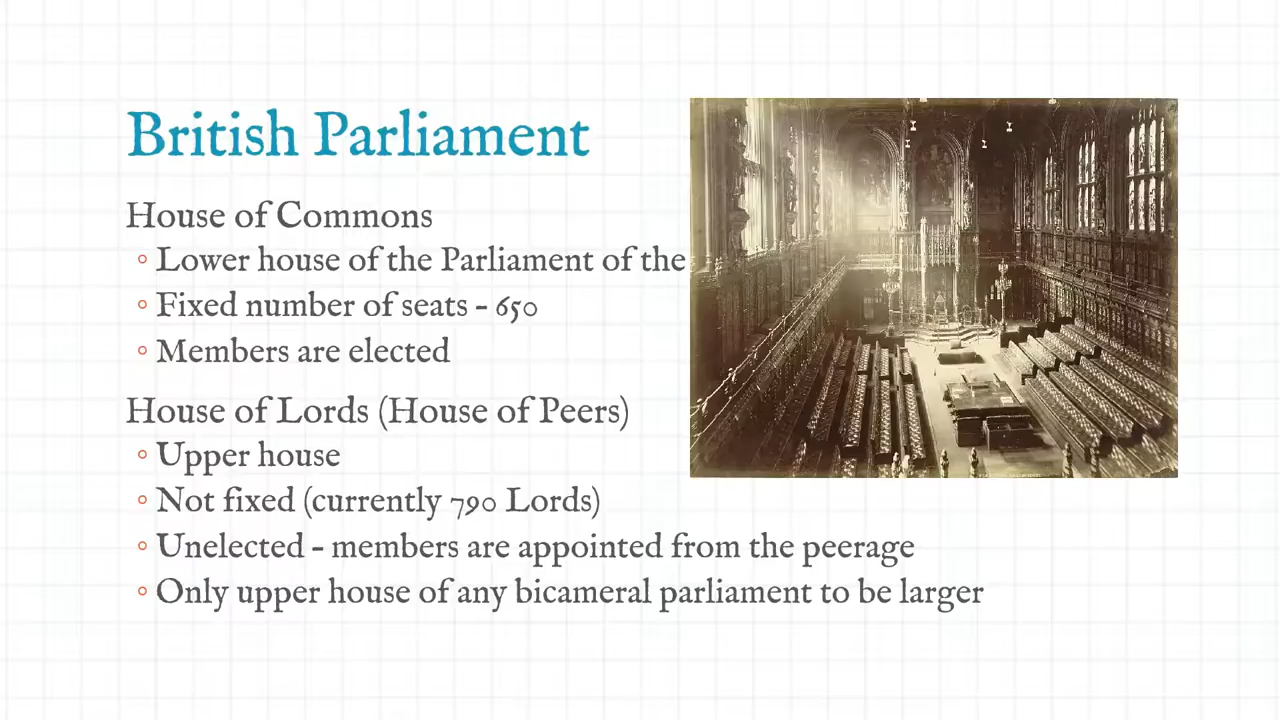 British Parliament
House of Commons
◦ Lower house of the Parliament of the
◦ Fixed number of seats – 650
◦ Members are elected
House of Lords (House of Peers)
◦ Upper house
◦ Not fixed (currently 790 Lords)
◦ Unelected – members are appointed from the peerage
◦ Only upper house of any bicameral parliament to be larger